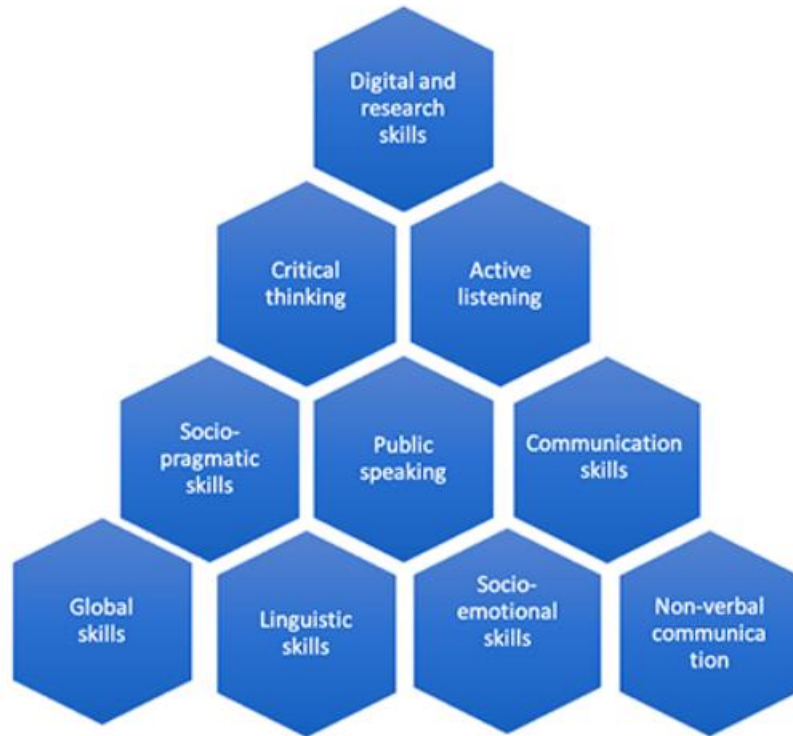 Digital and
research
skills
Critical
thinking
Active
listening
Socio-
pragmatic
skills
Public
speaking
Communication
skills
Global
skills
Linguistic
skills
Socio-
emotional
skills
Non-verbal
communica
tion